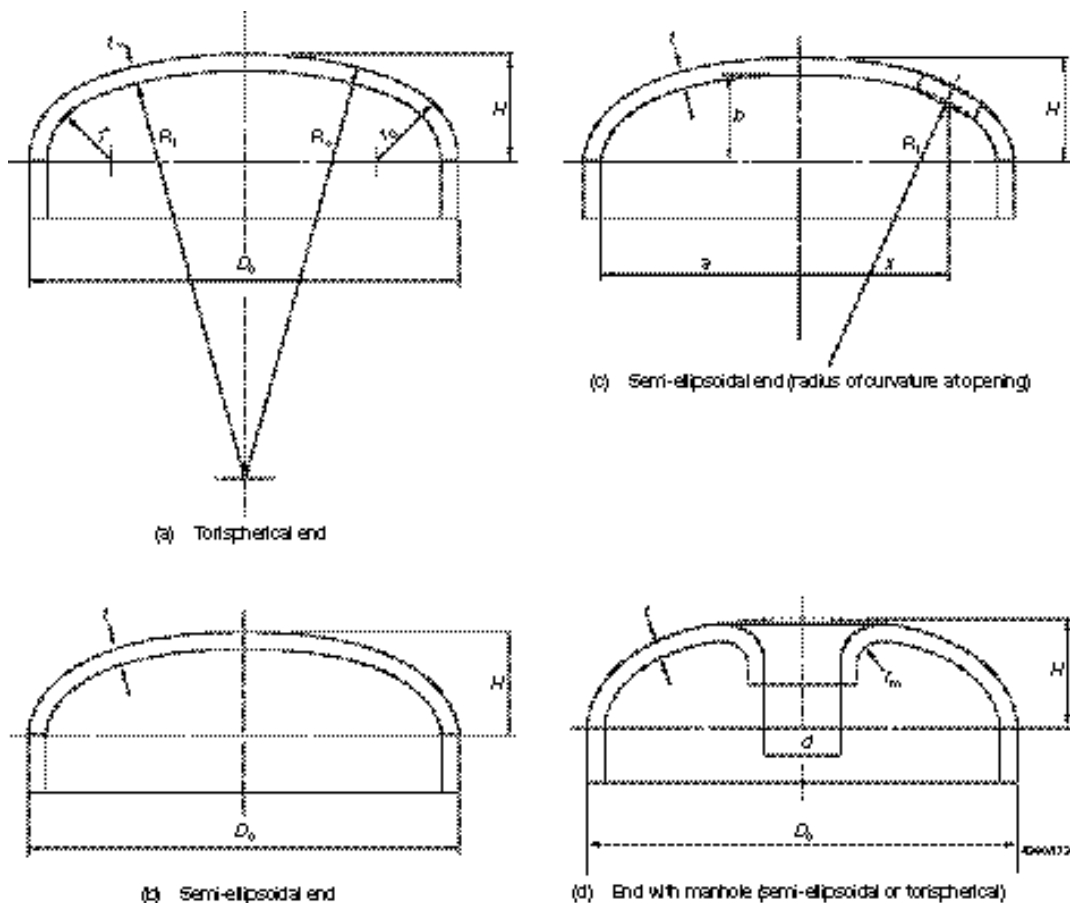 t
H
R₁
Rₒ
Dₒ
(a) Torispherical end
t
H
b
R₁
a
x
(c) Semi-ellipsoidal end (radius of curvature at opening)
t
H
Dₒ
(b) Semi-ellipsoidal end
t
H
rₘ
d
Dₒ
(d) End with manhole (semi-ellipsoidal or torispherical)